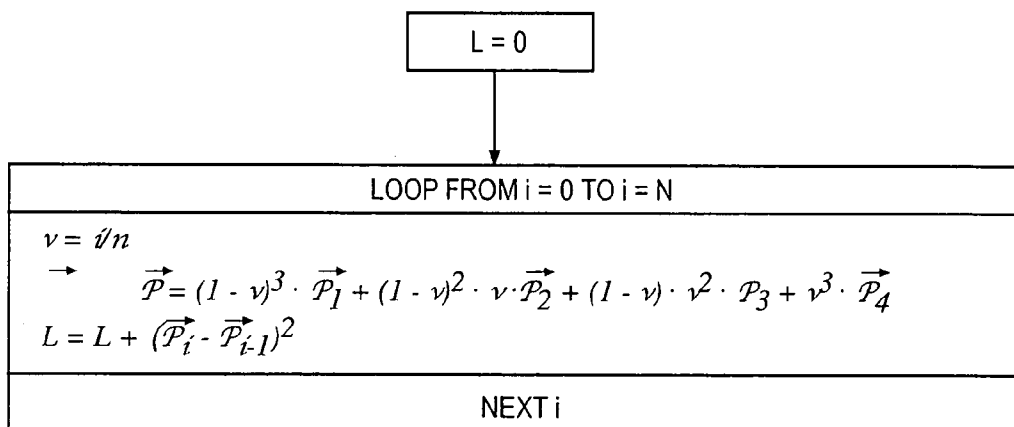 L = 0
LOOP FROM i = 0 TO i = N
ν = i/n
→ 𝒫⃗ = (1 - ν)³ · 𝒫⃗₁ + (1 - ν)² · ν · 𝒫⃗₂ + (1 - ν) · ν² · 𝒫₃ + ν³ · 𝒫⃗₄
L = L + (𝒫⃗ᵢ - 𝒫⃗ᵢ₋₁)²
NEXT i